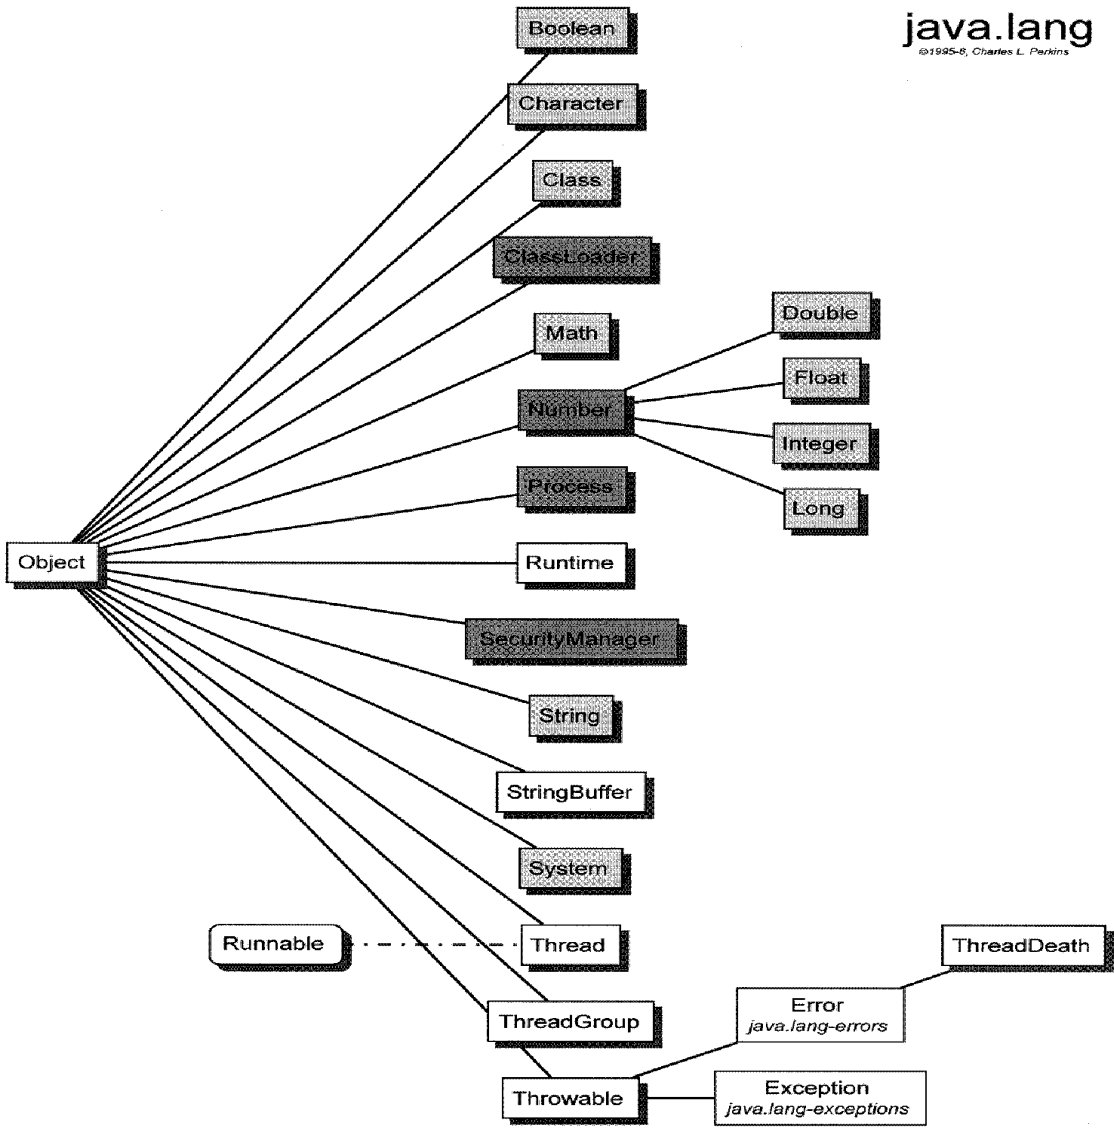 java.lang
©1995-6, Charles L. Perkins
Boolean
Character
Class
ClassLoader
Math
Number
Double
Float
Integer
Long
Process
Object
Runtime
SecurityManager
String
StringBuffer
System
Runnable
Thread
ThreadDeath
ThreadGroup
Error
java.lang-errors
Throwable
Exception
java.lang-exceptions